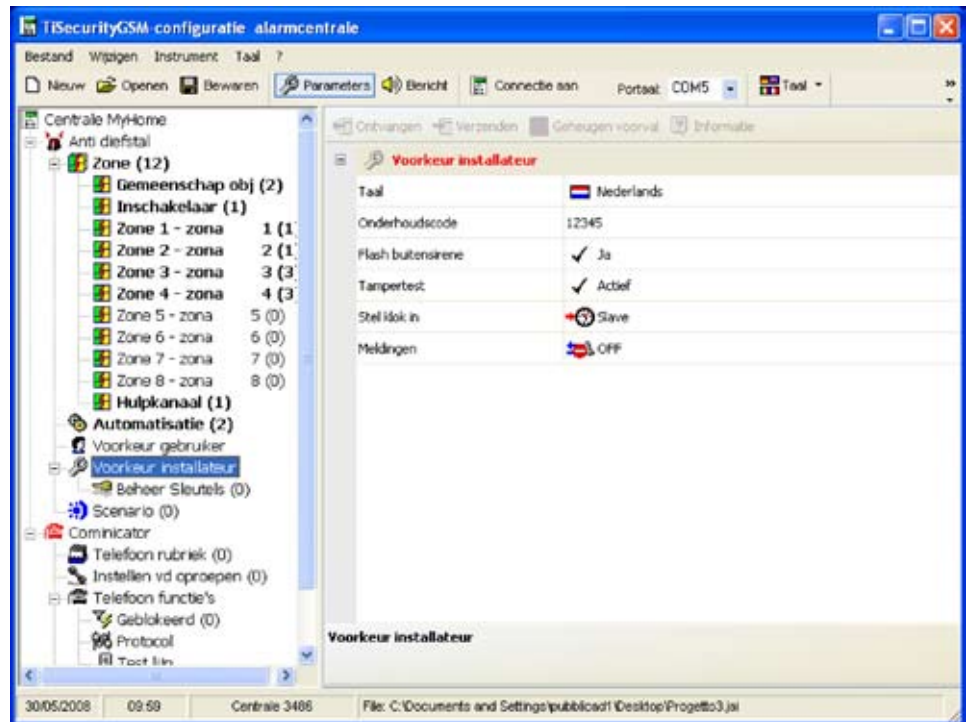 TiSecurityGSM-configuratie alarmcentrale
Bestand Wijzigen Instrument Taal ?
Nieuw Openen Bewaren Parameters Bericht Connectie aan Portaal: COM5 Taal
Centrale MyHome
Anti diefstal
Zone (12)
Gemeenschap obj (2)
Inschakelaar (1)
Zone 1 - zona 1 (1
Zone 2 - zona 2 (1
Zone 3 - zona 3 (3
Zone 4 - zona 4 (3
Zone 5 - zona 5 (0)
Zone 6 - zona 6 (0)
Zone 7 - zona 7 (0)
Zone 8 - zona 8 (0)
Hulpkanaal (1)
Automatisatie (2)
Voorkeur gebruiker
Voorkeur installateur
Beheer Sleutels (0)
Scenario (0)
Cominicator
Telefoon rubriek (0)
Instellen vd oproepen (0)
Telefoon functie's
Geblokeerd (0)
Protocol
Test lijn
Ontvangen Verzenden Geheugen voorval Informatie
Voorkeur installateur
Taal Nederlands
Onderhoudscode 12345
Flash buitensirene Ja
Tampertest Actief
Stel klok in Slave
Meldingen OFF
Voorkeur installateur
30/05/2008 09:59 Centrale 3486 File: C:\Documents and Settings\pubblicad1\Desktop\Progetto3.jsi